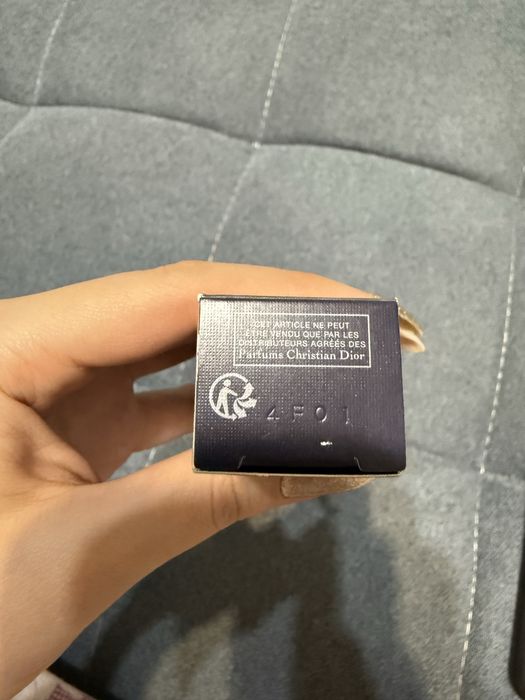 CET ARTICLE NE PEUT
ÊTRE VENDU QUE PAR LES
DISTRIBUTEURS AGRÉÉS DES
Parfums Christian Dior
4F01